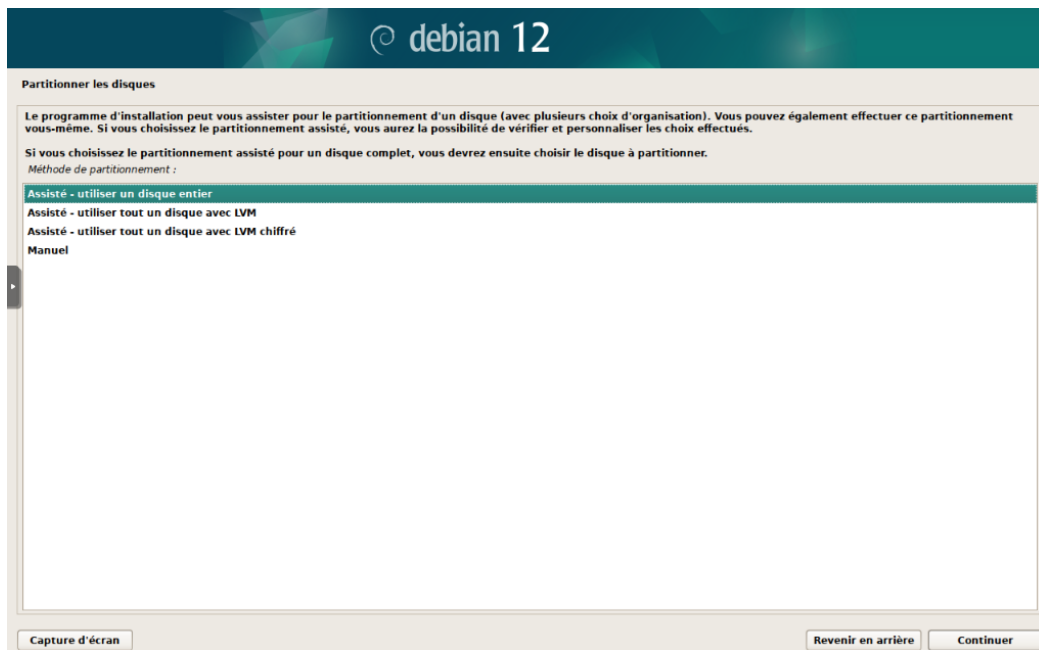 debian 12
Partitionner les disques
Le programme d'installation peut vous assister pour le partitionnement d'un disque (avec plusieurs choix d'organisation). Vous pouvez également effectuer ce partitionnement
vous-même. Si vous choisissez le partitionnement assisté, vous aurez la possibilité de vérifier et personnaliser les choix effectués.
Si vous choisissez le partitionnement assisté pour un disque complet, vous devrez ensuite choisir le disque à partitionner.
Méthode de partitionnement :
Assisté - utiliser un disque entier
Assisté - utiliser tout un disque avec LVM
Assisté - utiliser tout un disque avec LVM chiffré
Manuel
Capture d'écran
Revenir en arrière
Continuer